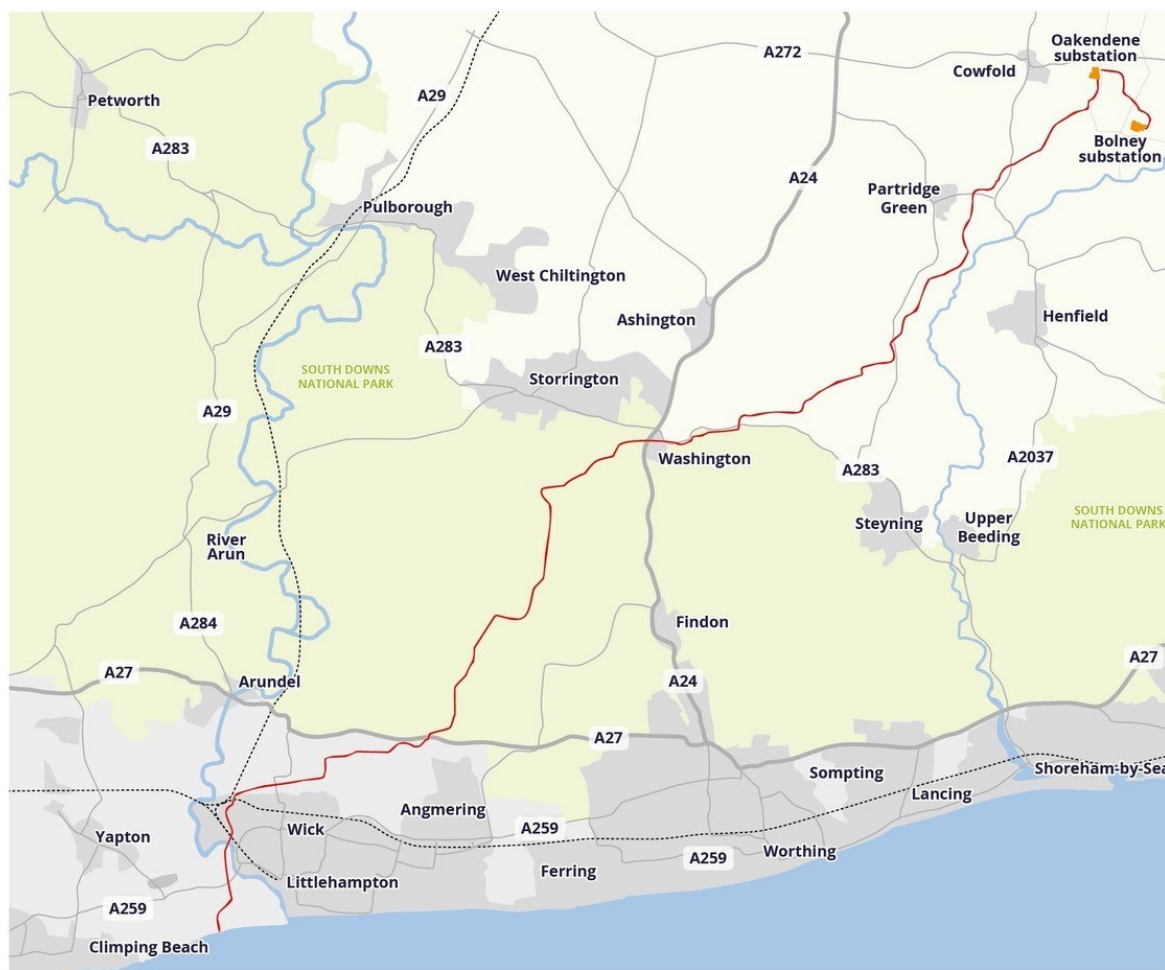 Oakendene
substation
A272
Cowfold
Petworth
A29
A283
Bolney
substation
A24
Partridge
Green
Pulborough
West Chiltington
Ashington
Henfield
A283
SOUTH DOWNS
NATIONAL PARK
Storrington
A29
Washington
A283
A2037
SOUTH DOWNS
NATIONAL PARK
Steyning
Upper
Beeding
River
Arun
A284
Findon
A27
Arundel
A24
A27
A27
Sompting
Shoreham-by-Sea
Lancing
Angmering
Wick
A259
Yapton
A259
Worthing
Ferring
Littlehampton
A259
Climping Beach